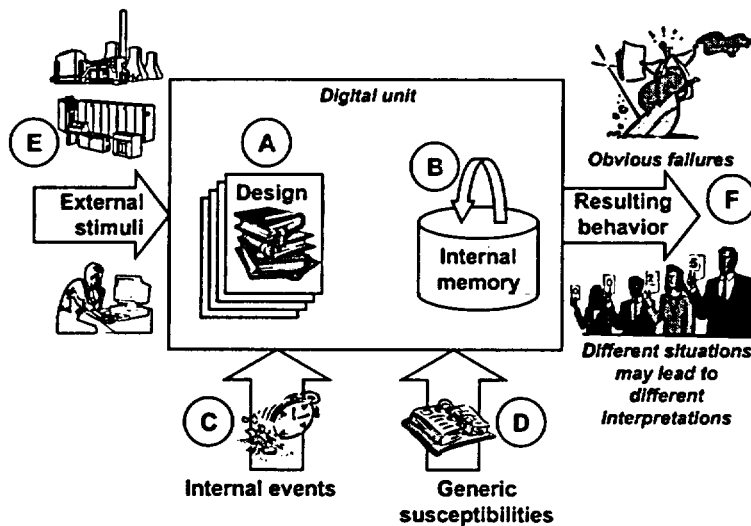 Digital unit
E
A
B
Design
External
stimuli
Internal
memory
Obvious failures
Resulting
behavior
F
Different situations
may lead to
different
interpretations
C
D
Internal events
Generic
susceptibilities